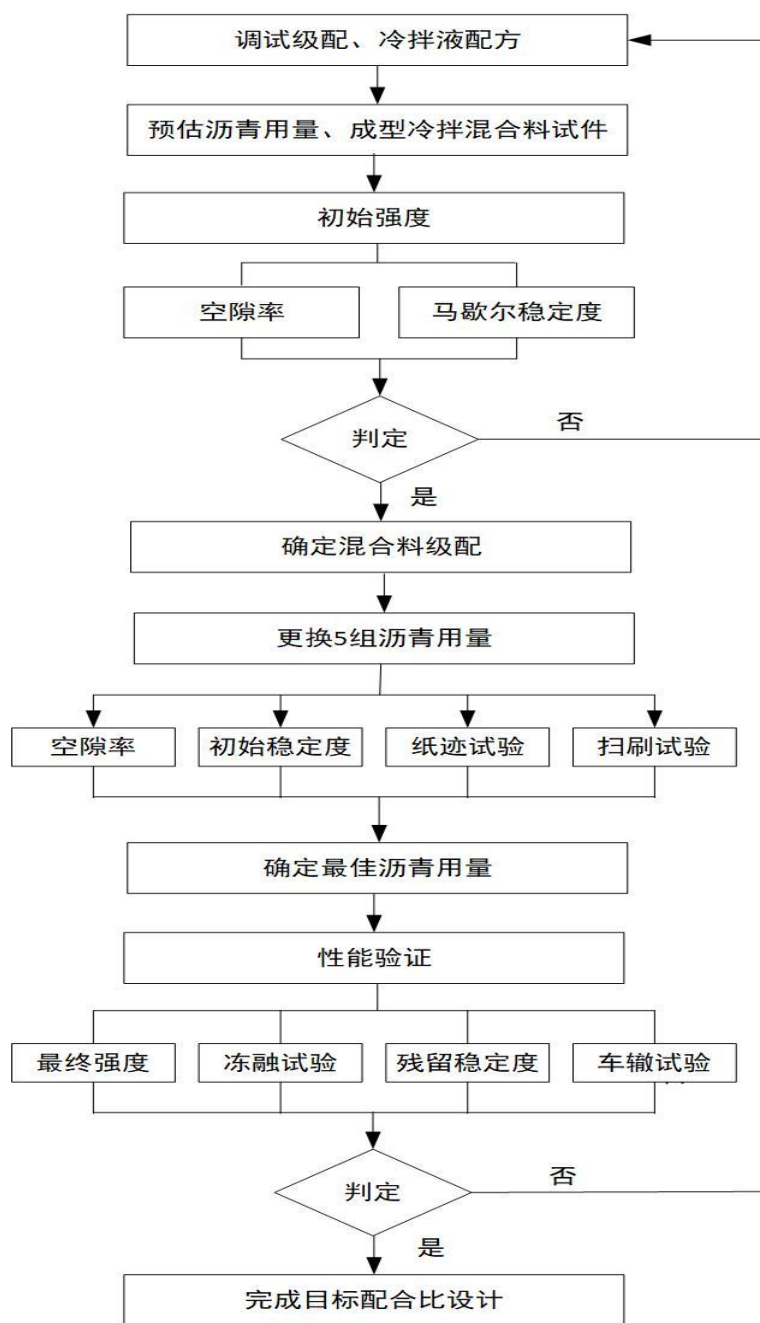 调试级配、冷拌液配方
预估沥青用量、成型冷拌混合料试件
初始强度
空隙率
马歇尔稳定度
判定
否
是
确定混合料级配
更换5组沥青用量
空隙率
初始稳定度
纸迹试验
扫刷试验
确定最佳沥青用量
性能验证
最终强度
冻融试验
残留稳定度
车辙试验
判定
否
是
完成目标配合比设计